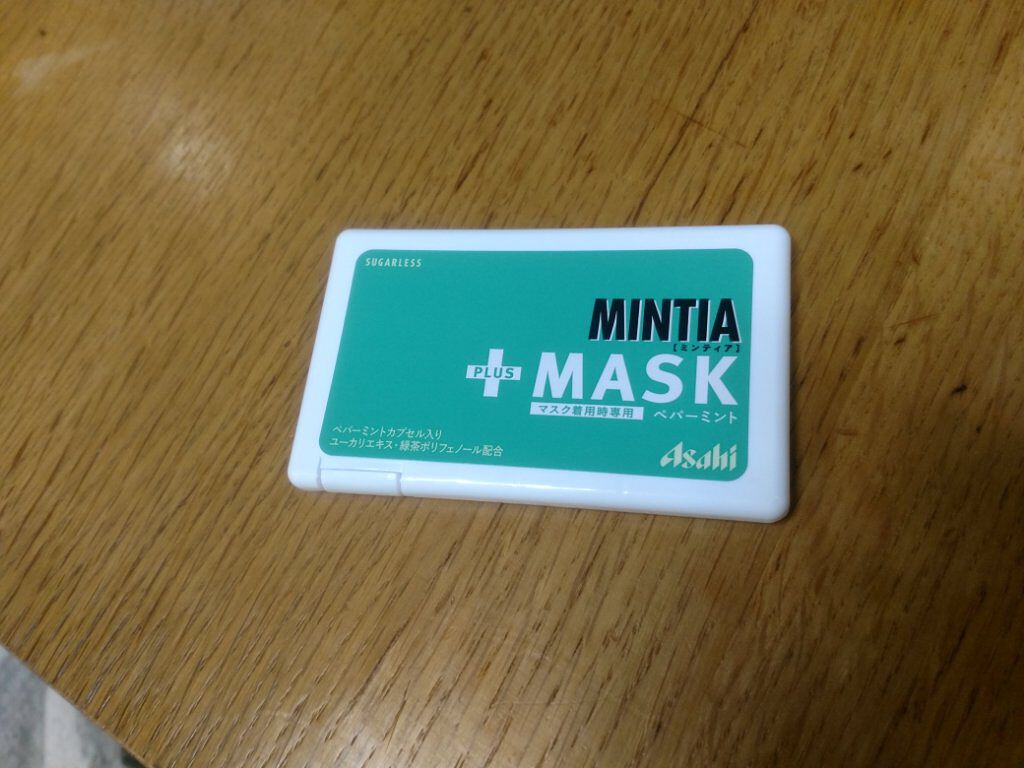 SUGARLESS
MINTIA
[ミンティア]
PLUS MASK
マスク着用時専用 ペパーミント
ペパーミントカプセル入り
ユーカリエキス・緑茶ポリフェノール配合
Asahi